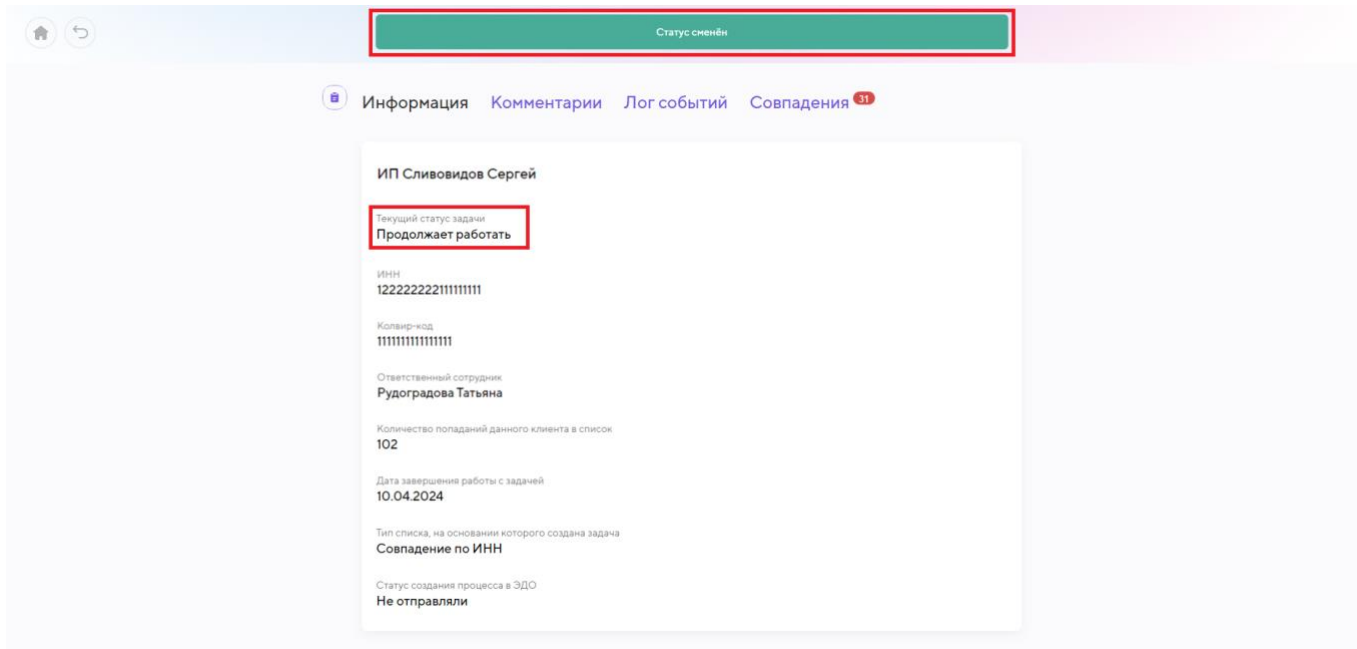 Статус сменён
Информация Комментарии Лог событий Совпадения 31
ИП Сливовидов Сергей
Текущий статус задачи
Продолжает работать
ИНН
122222222111111111
Колвир-код
1111111111111111
Ответственный сотрудник
Рудоградова Татьяна
Количество попаданий данного клиента в список
102
Дата завершения работы с задачей
10.04.2024
Тип списка, на основании которого создана задача
Совпадение по ИНН
Статус создания процесса в ЭДО
Не отправляли